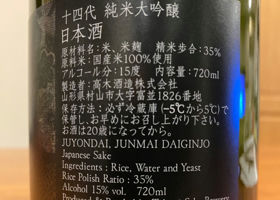 十四代 純米大吟醸
日本酒
原材料名：米、米麹 精米歩合：35%
原料米：国産米100%使用
アルコール分：15度 内容量：720ml
製造者：高木酒造株式会社
山形県村山市大字富並1826番地
保存方法：必ず冷蔵庫(-5℃から5℃)で
保管し、お早めにお召し上がり下さい。
お酒は20歳になってから。
JUYONDAI, JUNMAI DAIGINJO
Japanese Sake
Ingredients : Rice, Water and Yeast
Rice Polish Ratio : 35%
Alcohol 15% vol. 720ml